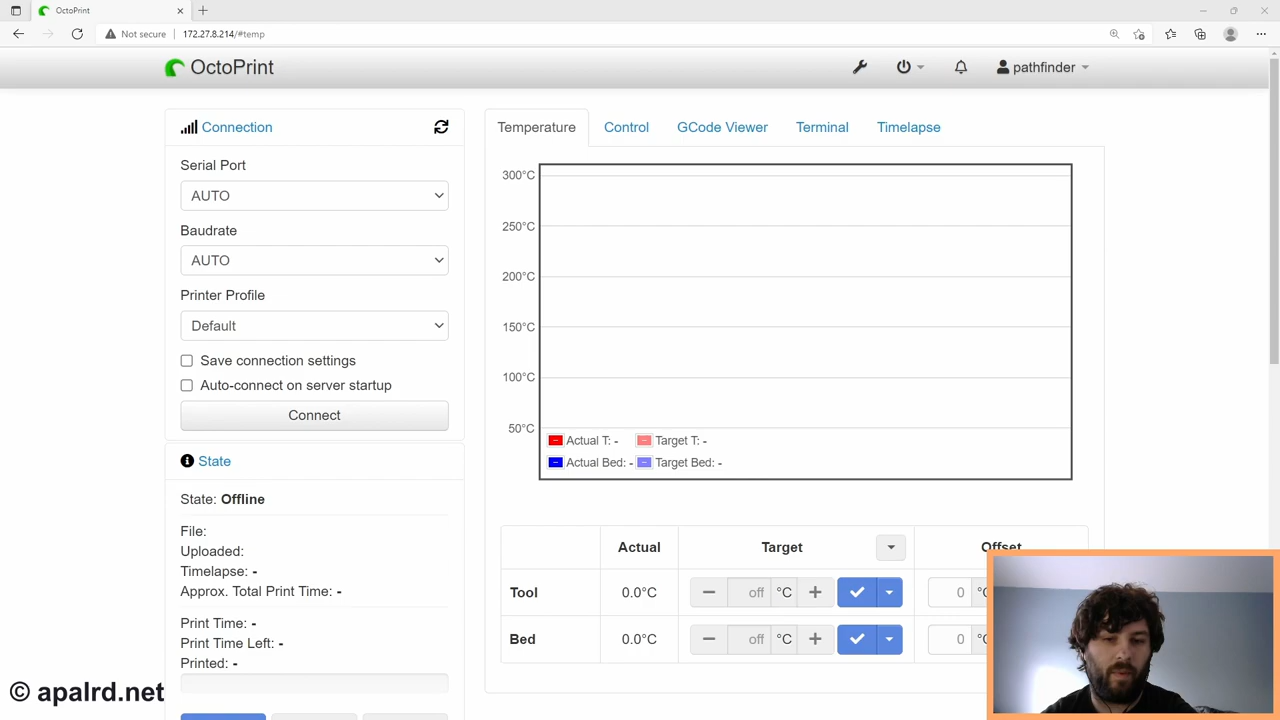 OctoPrint
Not secure
172.27.8.214/#temp
OctoPrint
pathfinder
Connection
Serial Port
AUTO
Baudrate
AUTO
Printer Profile
Default
Save connection settings
Auto-connect on server startup
Connect
State
State: Offline
File:
Uploaded:
Timelapse: -
Approx. Total Print Time: -
Print Time: -
Print Time Left: -
Printed: -
Temperature Control GCode Viewer Terminal Timelapse
300°C
250°C
200°C
150°C
100°C
50°C
Actual T: - Target T: -
Actual Bed: - Target Bed: -
Actual Target Offset
Tool 0.0°C off °C 0 °C
Bed 0.0°C off °C 0 °C
© apalrd.net